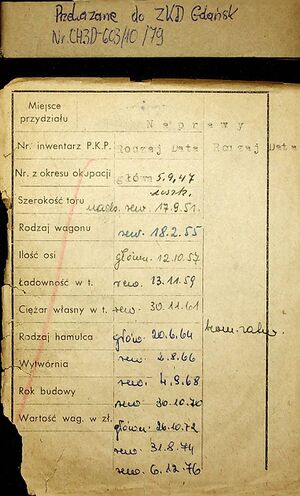 Przekazane do ZKD Gdańsk
Nr. CH3D-603/10/79
Miejsce
przydziału
Naprawy
Nr. inwentarz P.K.P. Rodzaj Data Rodzaj Data
Nr. z okresu okupacji główn 5.9.47
Szerokość toru rew. 17.9.51.
Rodzaj wagonu rew. 18.2.55
Ilość osi główn. 12.10.57
Ładowność w t. rew. 13.11.59
Ciężar własny w t. rew. 30.11.61
Rodzaj hamulca główn. 20.6.64
Wytwórnia rew 2.8.66
rew 4.9.68
Rok budowy
rew 30.10.70
Wartość wag. w zł. główn 26.10.72
rew 31.8.74
rew. 6.12.76